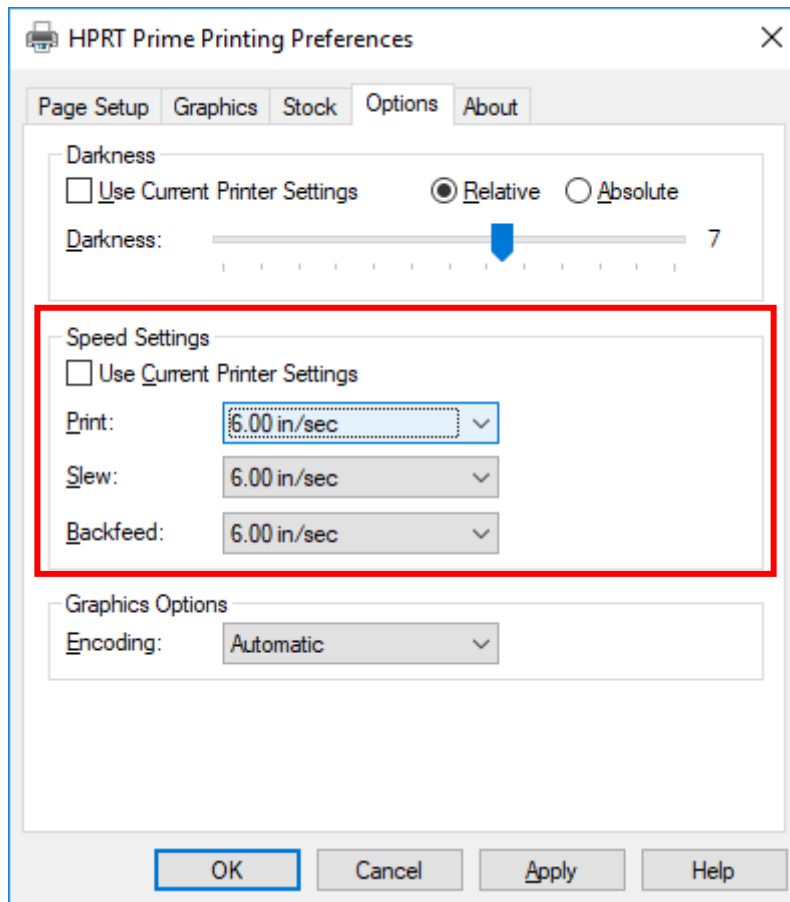 HPRT Prime Printing Preferences
Page Setup Graphics Stock Options About
Darkness
Use Current Printer Settings Relative Absolute
Darkness: 7
Speed Settings
Use Current Printer Settings
Print: 6.00 in/sec
Slew: 6.00 in/sec
Backfeed: 6.00 in/sec
Graphics Options
Encoding: Automatic
OK Cancel Apply Help